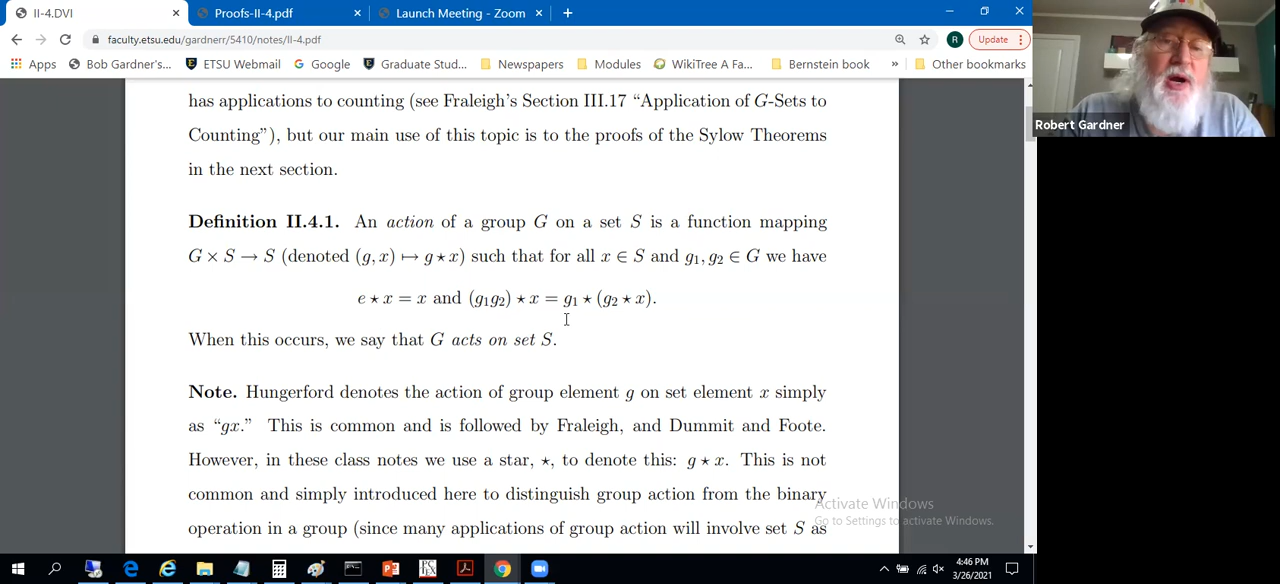 II-4.DVI
Proofs-II-4.pdf
Launch Meeting - Zoom
faculty.etsu.edu/gardnerr/5410/notes/II-4.pdf
R
Update
Apps
Bob Gardner's...
ETSU Webmail
Google
Graduate Stud...
Newspapers
Modules
WikiTree A Fa...
Bernstein book
»
Other bookmarks
has applications to counting (see Fraleigh's Section III.17 "Application of G-Sets to
Counting"), but our main use of this topic is to the proofs of the Sylow Theorems
in the next section.
Definition II.4.1. An action of a group G on a set S is a function mapping
G × S → S (denoted (g, x) ↦ g ⋆ x) such that for all x ∈ S and g₁, g₂ ∈ G we have
e ⋆ x = x and (g₁g₂) ⋆ x = g₁ ⋆ (g₂ ⋆ x).
When this occurs, we say that G acts on set S.
Note. Hungerford denotes the action of group element g on set element x simply
as "gx." This is common and is followed by Fraleigh, and Dummit and Foote.
However, in these class notes we use a star, ⋆, to denote this: g ⋆ x. This is not
common and simply introduced here to distinguish group action from the binary
operation in a group (since many applications of group action will involve set S as
Robert Gardner
Activate Windows
Go to Settings to activate Windows.
4:46 PM
3/26/2021